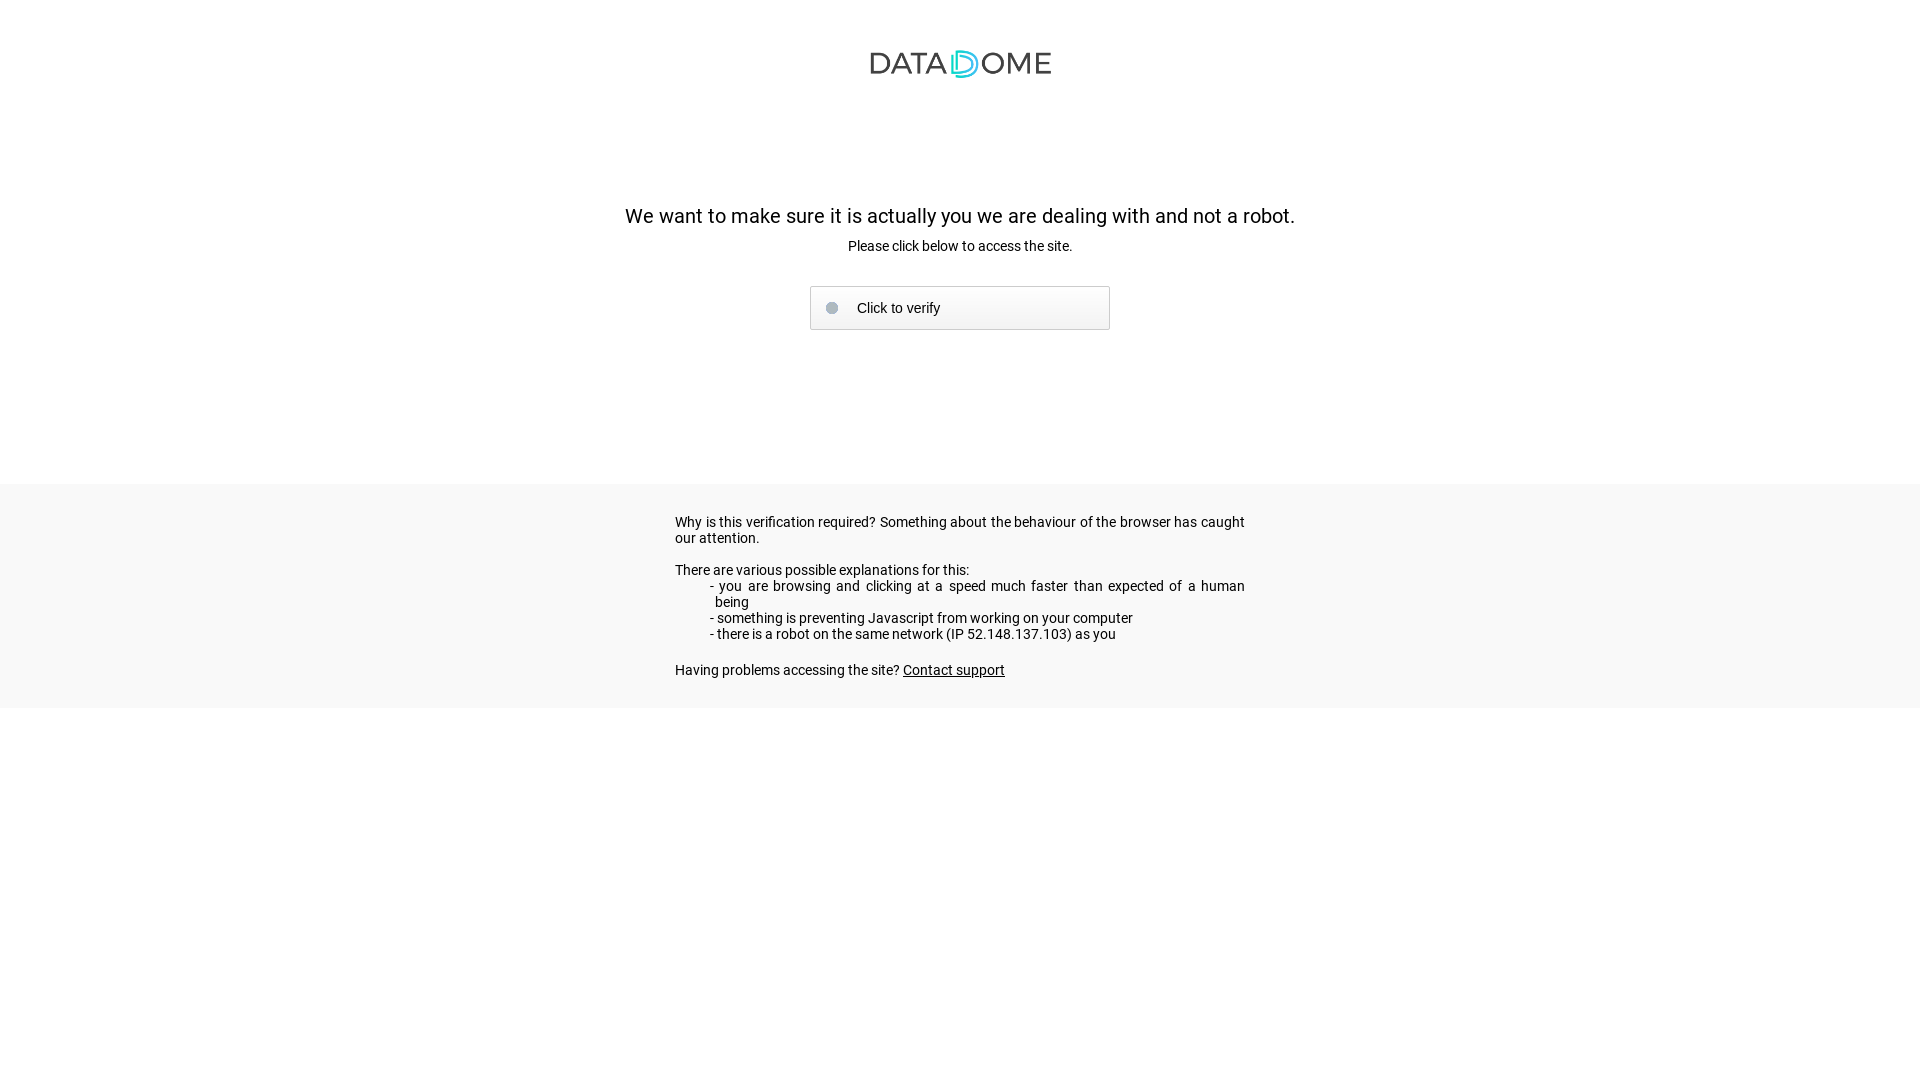 DATADOME
We want to make sure it is actually you we are dealing with and not a robot.
Please click below to access the site.
Click to verify
Why is this verification required? Something about the behaviour of the browser has caught
our attention.
There are various possible explanations for this:
- you are browsing and clicking at a speed much faster than expected of a human
being
- something is preventing Javascript from working on your computer
- there is a robot on the same network (IP 52.148.137.103) as you
Having problems accessing the site? Contact support